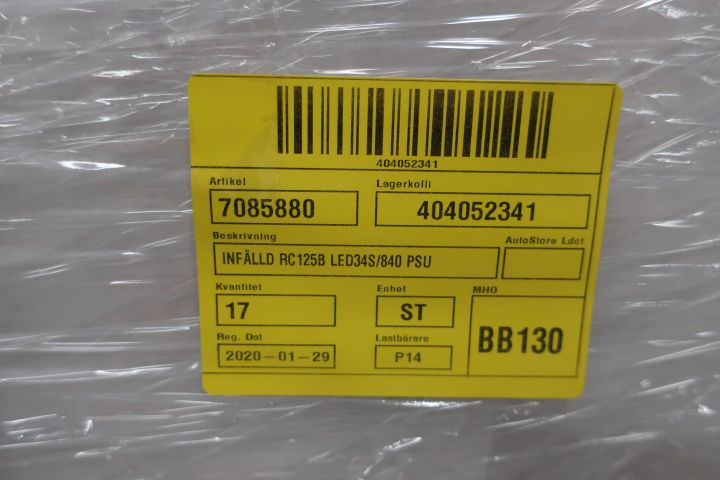 404052341
Artikel Lagerkolli
7085880 404052341
Beskrivning AutoStore Ldct
INFÄLLD RC125B LED34S/840 PSU
Kvantitet Enhet MHO
17 ST
BB130
Reg. Dat Lastbärare
2020-01-29 P14